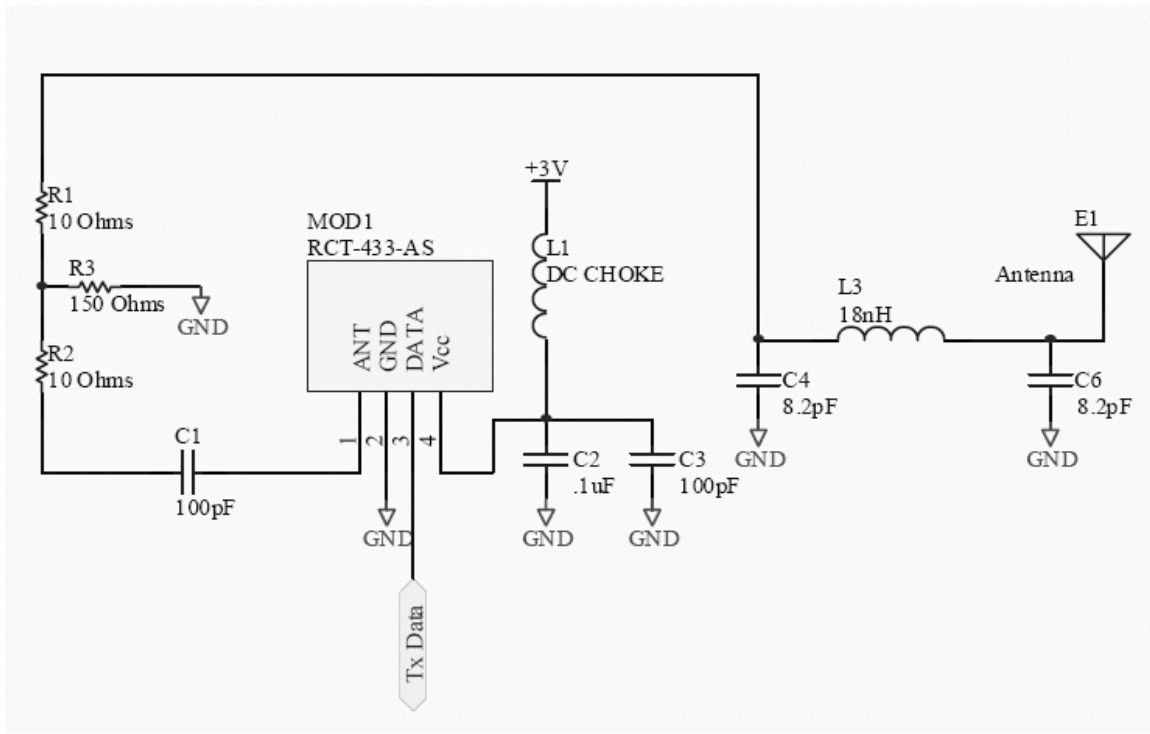 +3V
R1
10 Ohms
MOD1
RCT-433-AS
E1
L1
DC CHOKE
R3
150 Ohms
GND
Antenna
L3
18nH
ANT
GND
DATA
Vcc
R2
10 Ohms
C4
8.2pF
GND
C6
8.2pF
GND
C1
100pF
1
2
3
4
C2
.1uF
C3
100pF
GND
GND
GND
Tx Data